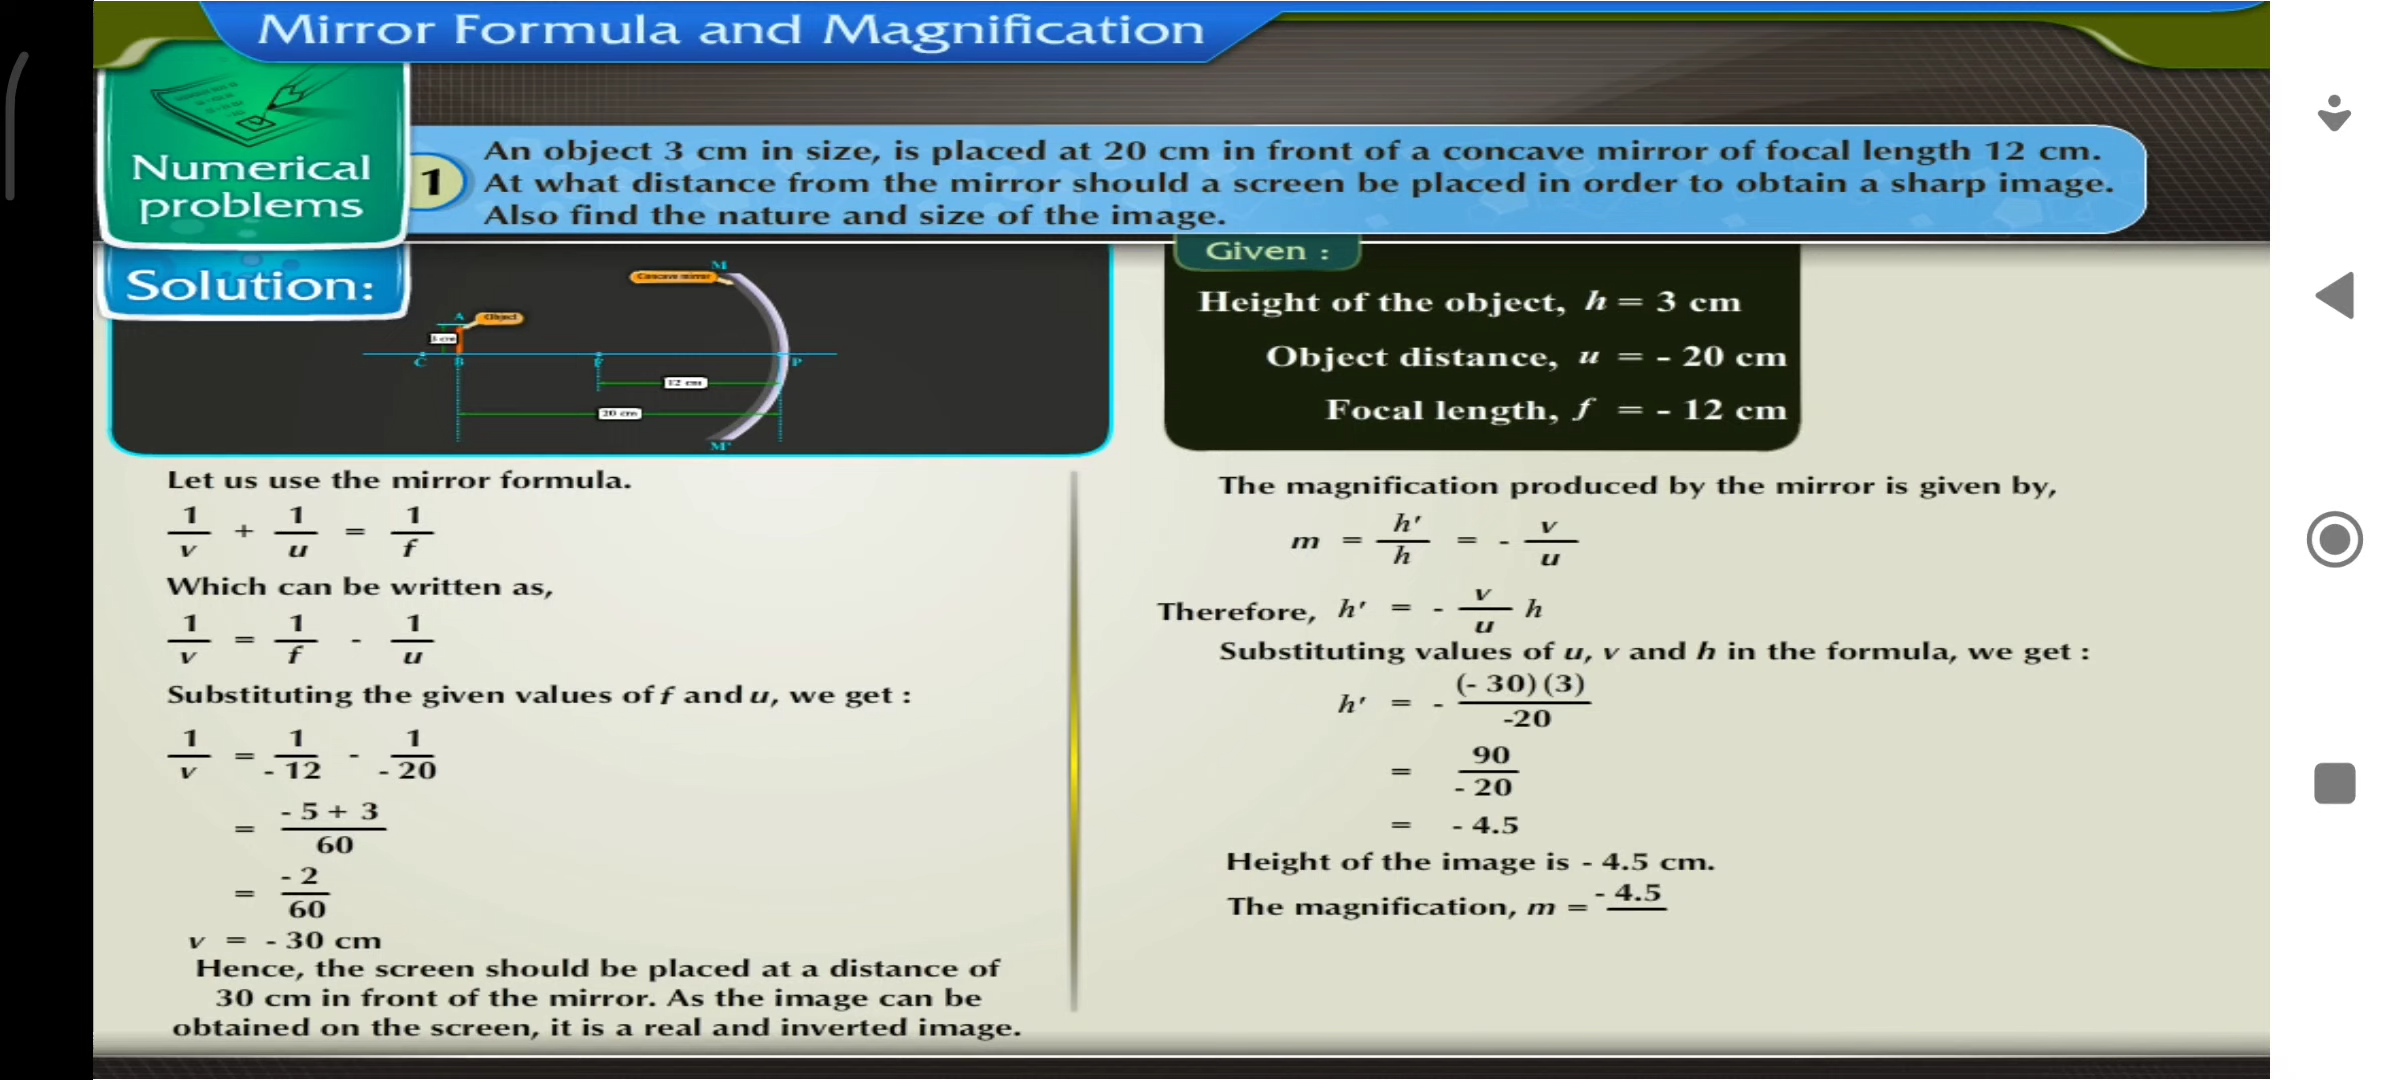 Mirror Formula and Magnification
Numerical
problems
1
An object 3 cm in size, is placed at 20 cm in front of a concave mirror of focal length 12 cm.
At what distance from the mirror should a screen be placed in order to obtain a sharp image.
Also find the nature and size of the image.
Solution:
Concave mirror
M
A
Object
3 cm
C
B
F
P
12 cm
20 cm
M'
Given :
Height of the object, h = 3 cm
Object distance, u = - 20 cm
Focal length, f = - 12 cm
Let us use the mirror formula.
1/v + 1/u = 1/f
Which can be written as,
1/v = 1/f - 1/u
Substituting the given values of f and u, we get :
1/v = 1/- 12 - 1/- 20
= - 5 + 3/60
= - 2/60
v = - 30 cm
Hence, the screen should be placed at a distance of
30 cm in front of the mirror. As the image can be
obtained on the screen, it is a real and inverted image.
The magnification produced by the mirror is given by,
m = h'/h = - v/u
Therefore, h' = - v/u h
Substituting values of u, v and h in the formula, we get :
h' = - (- 30) (3)/-20
= 90/- 20
= - 4.5
Height of the image is - 4.5 cm.
The magnification, m = - 4.5